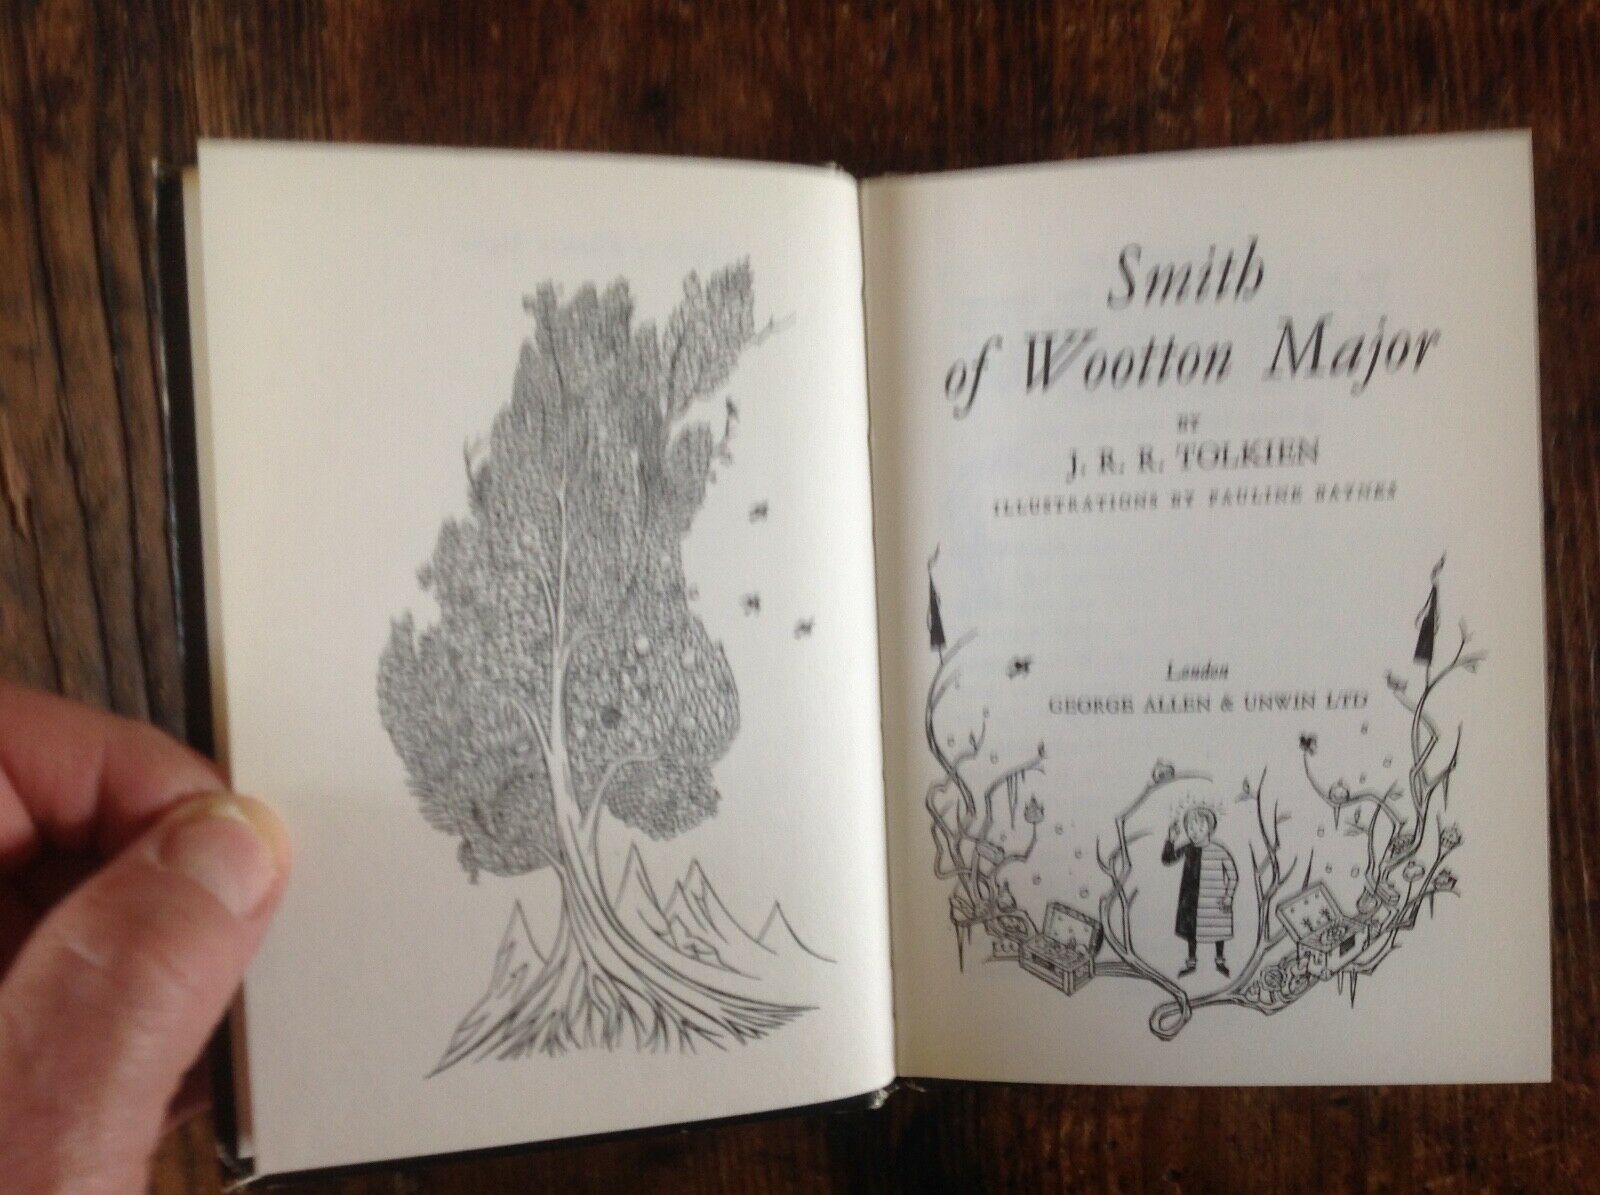 Smith
of Wootton Major
BY
J. R. R. TOLKIEN
ILLUSTRATIONS BY PAULINE BAYNES
London
GEORGE ALLEN & UNWIN LTD